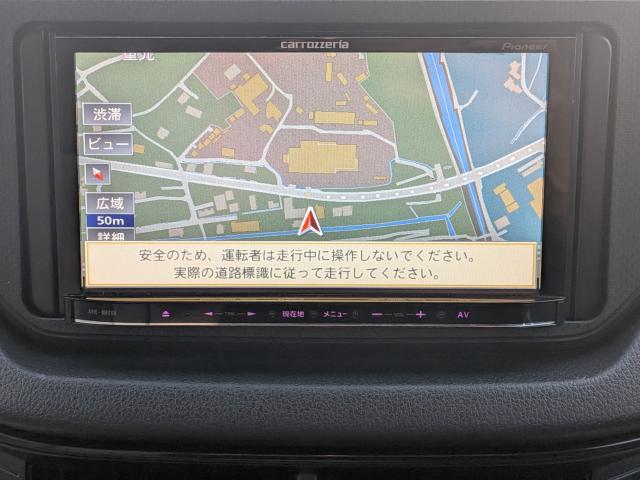 carrozzeria
Pioneer
渋滞
ビュー
広域
50m
詳細
安全のため、運転者は走行中に操作しないでください。
実際の道路標識に従って走行してください。
TRK
現在地
メニュー
VOL
AV